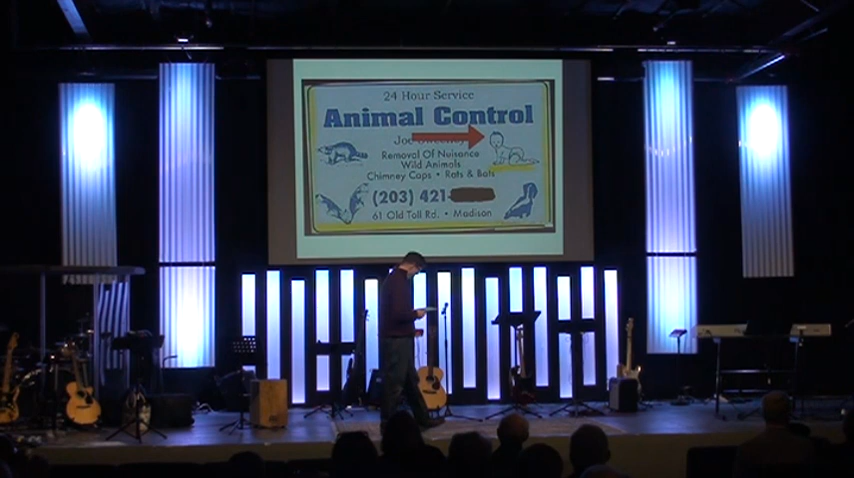 24 Hour Service
Animal Control
Joe
Removal Of Nuisance
Wild Animals
Chimney Caps • Rats & Bats
(203) 421-
61 Old Toll Rd. • Madison